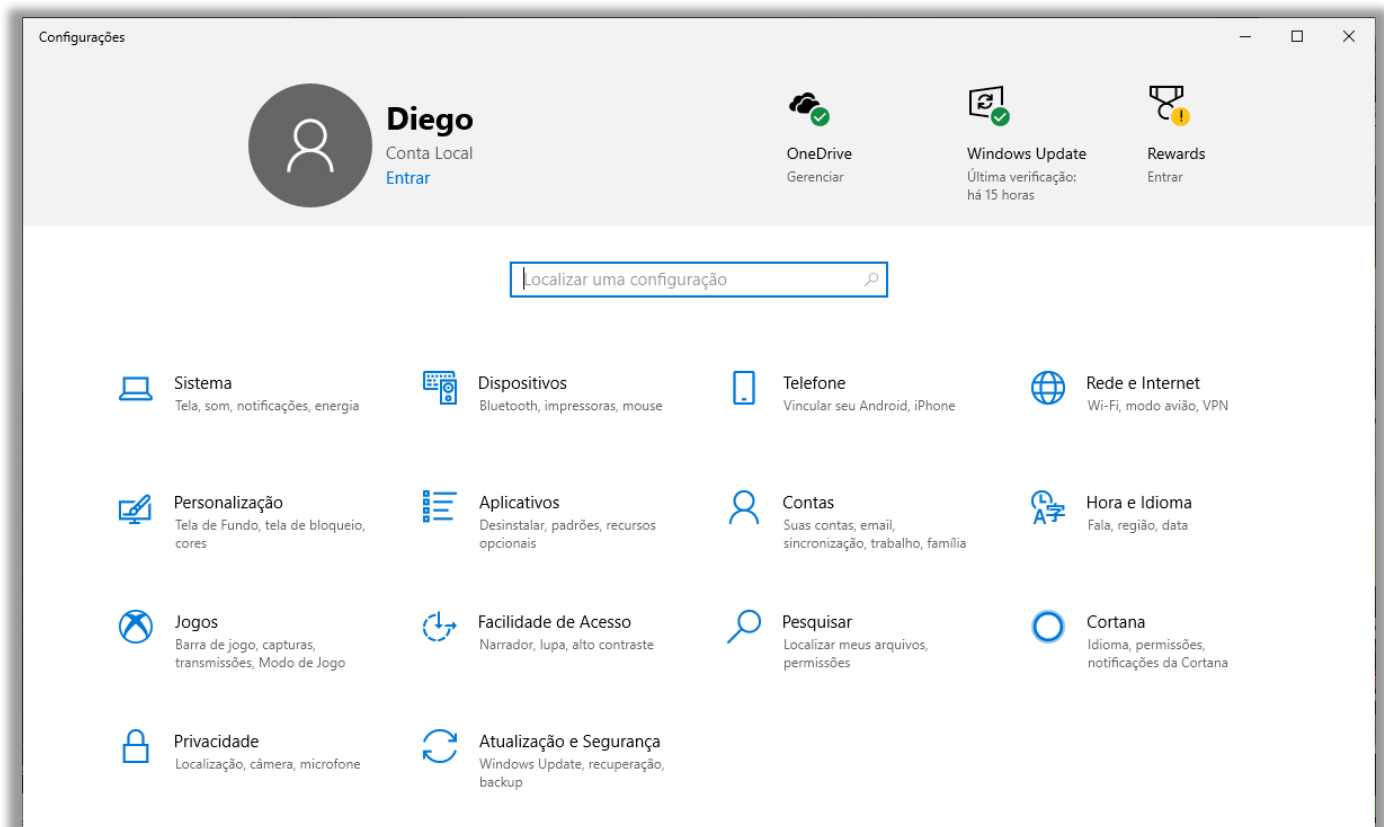 Configurações
Diego
Conta Local
Entrar
OneDrive
Gerenciar
Windows Update
Última verificação:
há 15 horas
Rewards
Entrar
Localizar uma configuração
Sistema
Tela, som, notificações, energia
Dispositivos
Bluetooth, impressoras, mouse
Telefone
Vincular seu Android, iPhone
Rede e Internet
Wi-Fi, modo avião, VPN
Personalização
Tela de Fundo, tela de bloqueio,
cores
Aplicativos
Desinstalar, padrões, recursos
opcionais
Contas
Suas contas, email,
sincronização, trabalho, família
Hora e Idioma
Fala, região, data
Jogos
Barra de jogo, capturas,
transmissões, Modo de Jogo
Facilidade de Acesso
Narrador, lupa, alto contraste
Pesquisar
Localizar meus arquivos,
permissões
Cortana
Idioma, permissões,
notificações da Cortana
Privacidade
Localização, câmera, microfone
Atualização e Segurança
Windows Update, recuperação,
backup